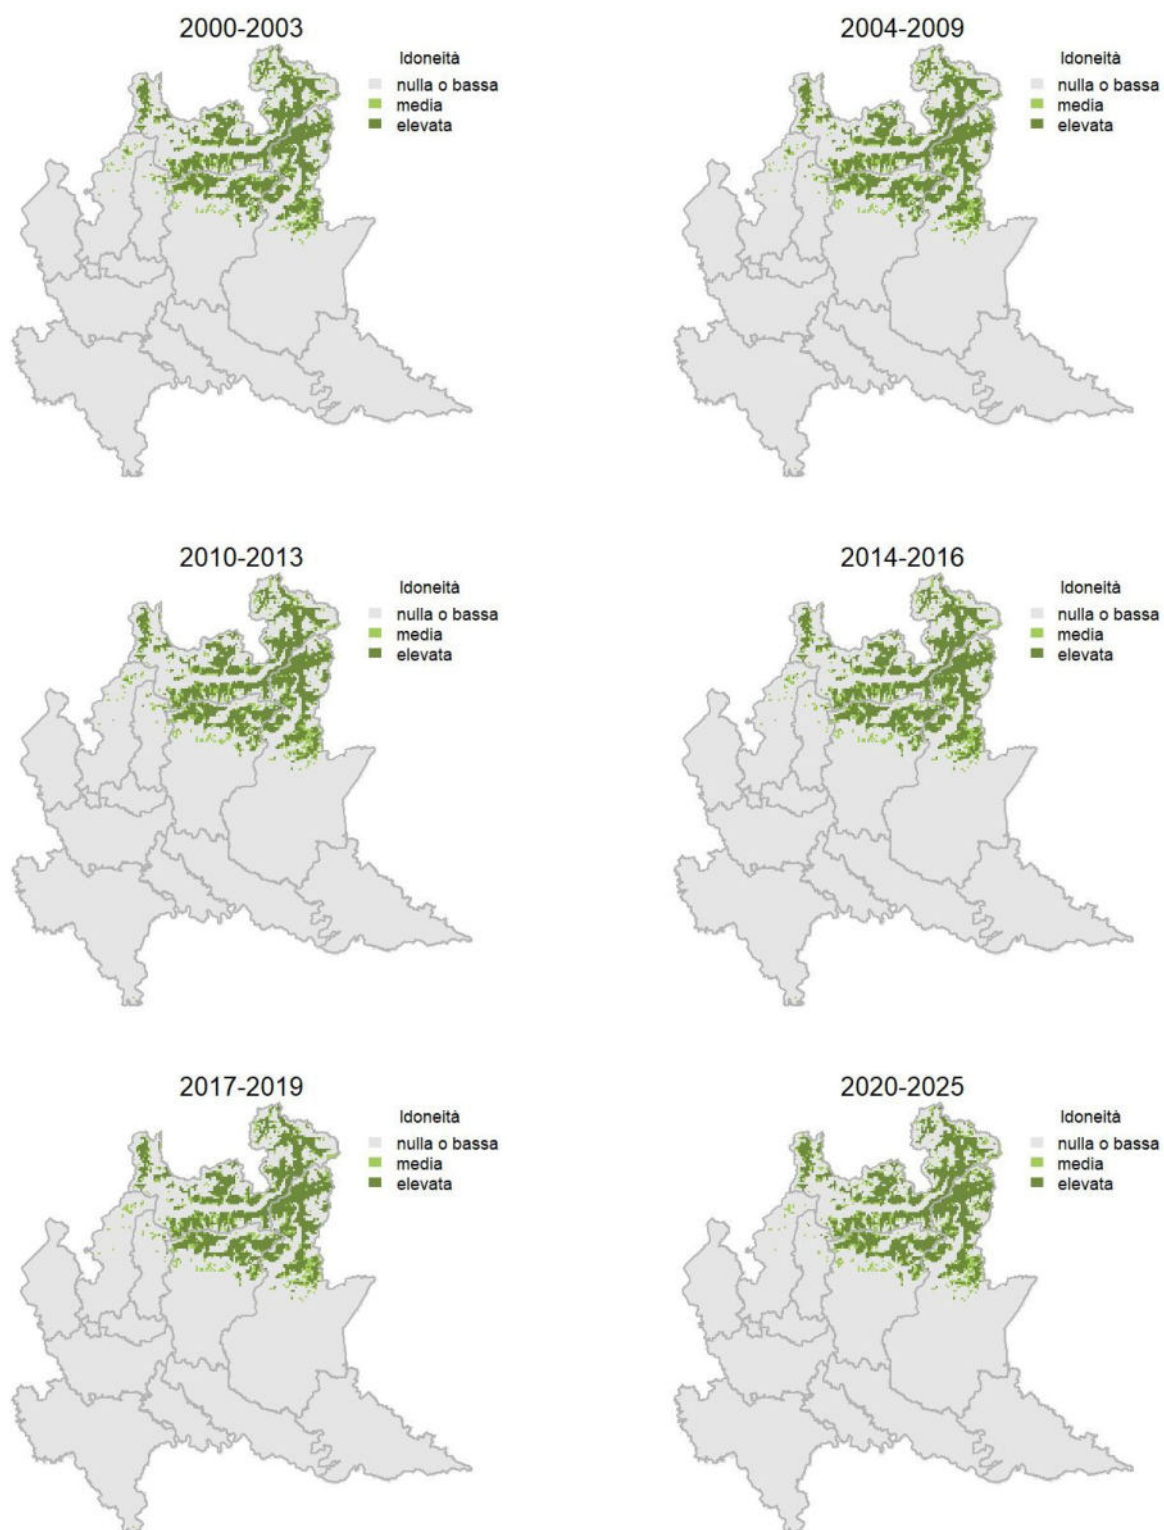 2000-2003
Idoneità
nulla o bassa
media
elevata
2004-2009
Idoneità
nulla o bassa
media
elevata
2010-2013
Idoneità
nulla o bassa
media
elevata
2014-2016
Idoneità
nulla o bassa
media
elevata
2017-2019
Idoneità
nulla o bassa
media
elevata
2020-2025
Idoneità
nulla o bassa
media
elevata